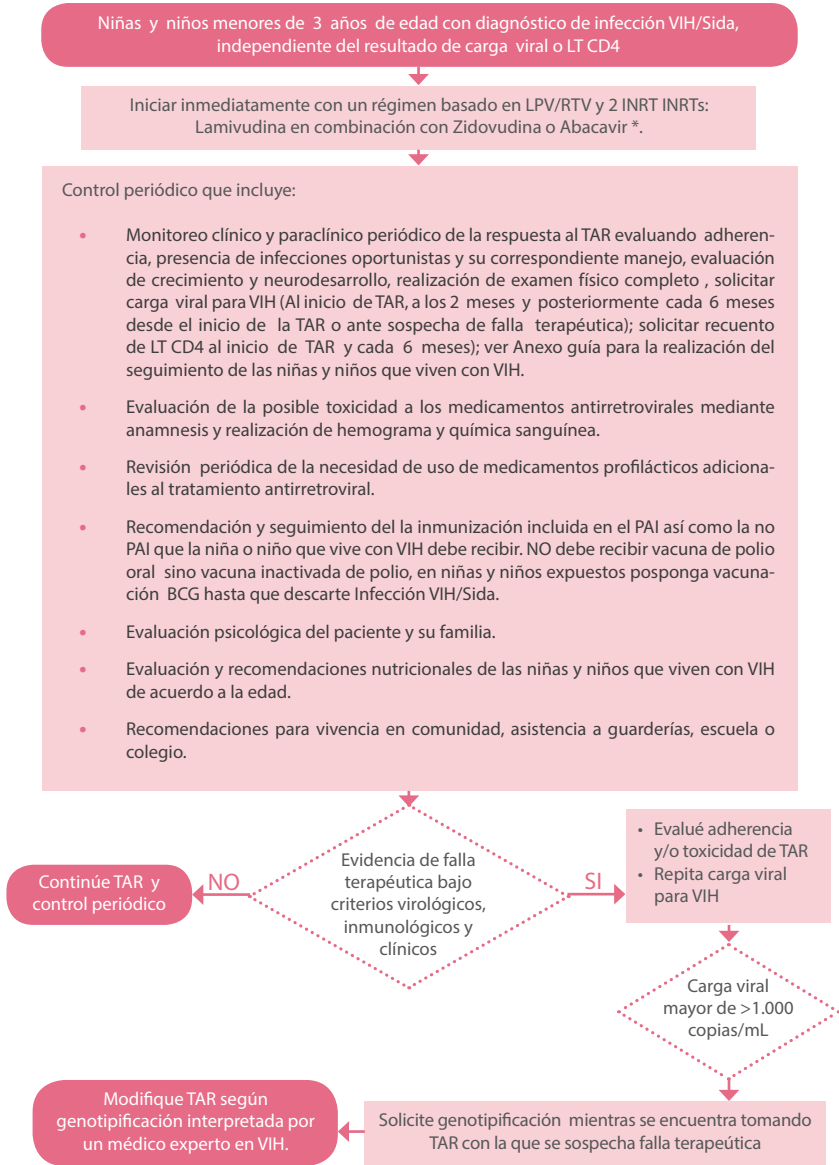 Niñas y niños menores de 3 años de edad con diagnóstico de infección VIH/Sida,
independiente del resultado de carga viral o LT CD4
Iniciar inmediatamente con un régimen basado en LPV/RTV y 2 INRT INRTs:
Lamivudina en combinación con Zidovudina o Abacavir *.
Control periódico que incluye:
• Monitoreo clínico y paraclínico periódico de la respuesta al TAR evaluando adheren-
cia, presencia de infecciones oportunistas y su correspondiente manejo, evaluación
de crecimiento y neurodesarrollo, realización de examen físico completo , solicitar
carga viral para VIH (Al inicio de TAR, a los 2 meses y posteriormente cada 6 meses
desde el inicio de la TAR o ante sospecha de falla terapéutica); solicitar recuento
de LT CD4 al inicio de TAR y cada 6 meses); ver Anexo guía para la realización del
seguimiento de las niñas y niños que viven con VIH.
• Evaluación de la posible toxicidad a los medicamentos antirretrovirales mediante
anamnesis y realización de hemograma y química sanguínea.
• Revisión periódica de la necesidad de uso de medicamentos profilácticos adiciona-
les al tratamiento antirretroviral.
• Recomendación y seguimiento del la inmunización incluida en el PAI así como la no
PAI que la niña o niño que vive con VIH debe recibir. NO debe recibir vacuna de polio
oral sino vacuna inactivada de polio, en niñas y niños expuestos posponga vacuna-
ción BCG hasta que descarte Infección VIH/Sida.
• Evaluación psicológica del paciente y su familia.
• Evaluación y recomendaciones nutricionales de las niñas y niños que viven con VIH
de acuerdo a la edad.
• Recomendaciones para vivencia en comunidad, asistencia a guarderías, escuela o
colegio.
Evidencia de falla
terapéutica bajo
criterios virológicos,
inmunológicos y
clínicos
NO
Continúe TAR y
control periódico
SI
• Evalué adherencia
y/o toxicidad de TAR
• Repita carga viral
para VIH
Carga viral
mayor de >1.000
copias/mL
Solicite genotipificación mientras se encuentra tomando
TAR con la que se sospecha falla terapeútica
Modifique TAR según
genotipificación interpretada por
un médico experto en VIH.